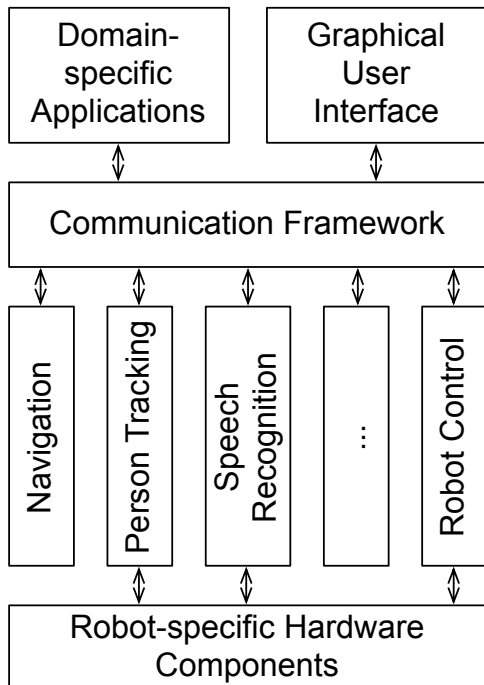 Domain-
specific
Applications
Graphical
User
Interface
Communication Framework
Navigation
Person Tracking
Speech
Recognition
...
Robot Control
Robot-specific Hardware
Components